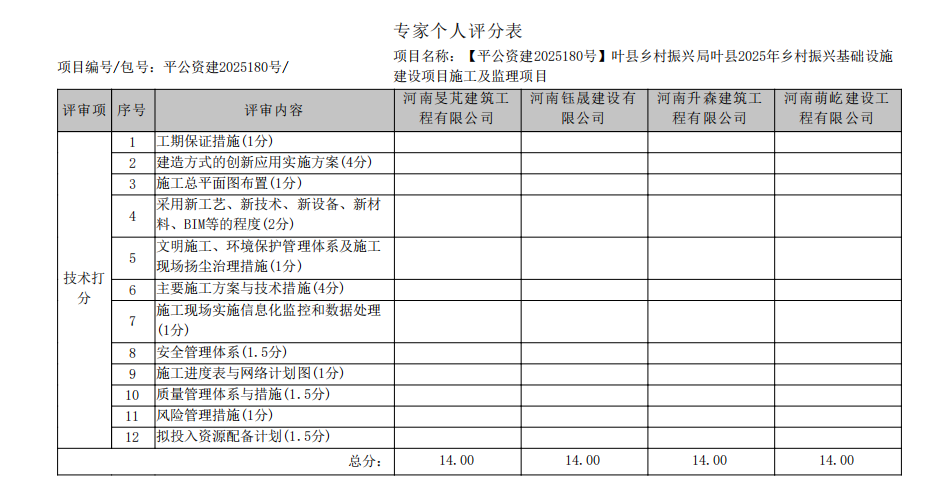 专家个人评分表
项目编号/包号：平公资建2025180号/
项目名称：【平公资建2025180号】叶县乡村振兴局叶县2025年乡村振兴基础设施
建设项目施工及监理项目
评审项 序号 评审内容 河南旻芃建筑工程有限公司 河南钰晟建设有限公司 河南升森建筑工程有限公司 河南萌屹建设工程有限公司
技术打分
1 工期保证措施(1分)
2 建造方式的创新应用实施方案(4分)
3 施工总平面图布置(1分)
4 采用新工艺、新技术、新设备、新材
料、BIM等的程度(2分)
5 文明施工、环境保护管理体系及施工
现场扬尘治理措施(1分)
6 主要施工方案与技术措施(4分)
7 施工现场实施信息化监控和数据处理
(1分)
8 安全管理体系(1.5分)
9 施工进度表与网络计划图(1分)
10 质量管理体系与措施(1.5分)
11 风险管理措施(1分)
12 拟投入资源配备计划(1.5分)
总分： 14.00 14.00 14.00 14.00